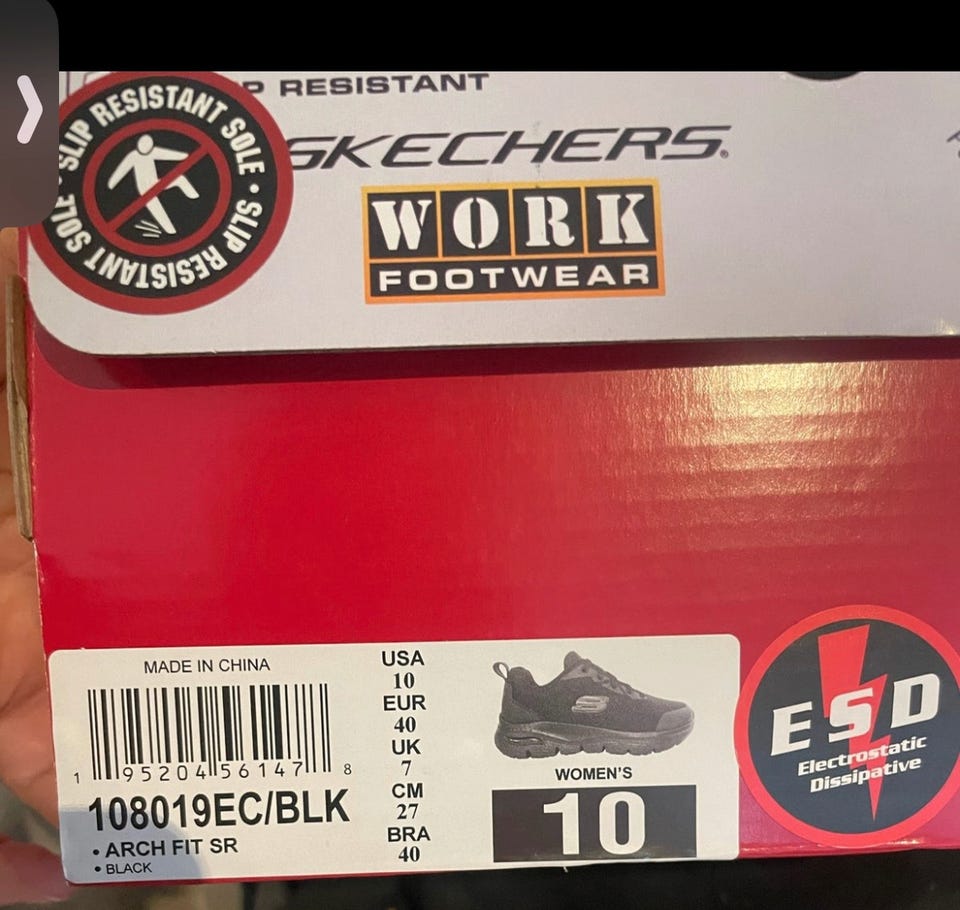 RESISTANT
SLIP RESISTANT SOLE • SLIP RESISTANT SOLE •
SKECHERS®
WORK
FOOTWEAR
MADE IN CHINA
1 95204 56147 8
108019EC/BLK
• ARCH FIT SR
• BLACK
USA
10
EUR
40
UK
7
CM
27
BRA
40
WOMEN'S
10
ESD
Electrostatic
Dissipative